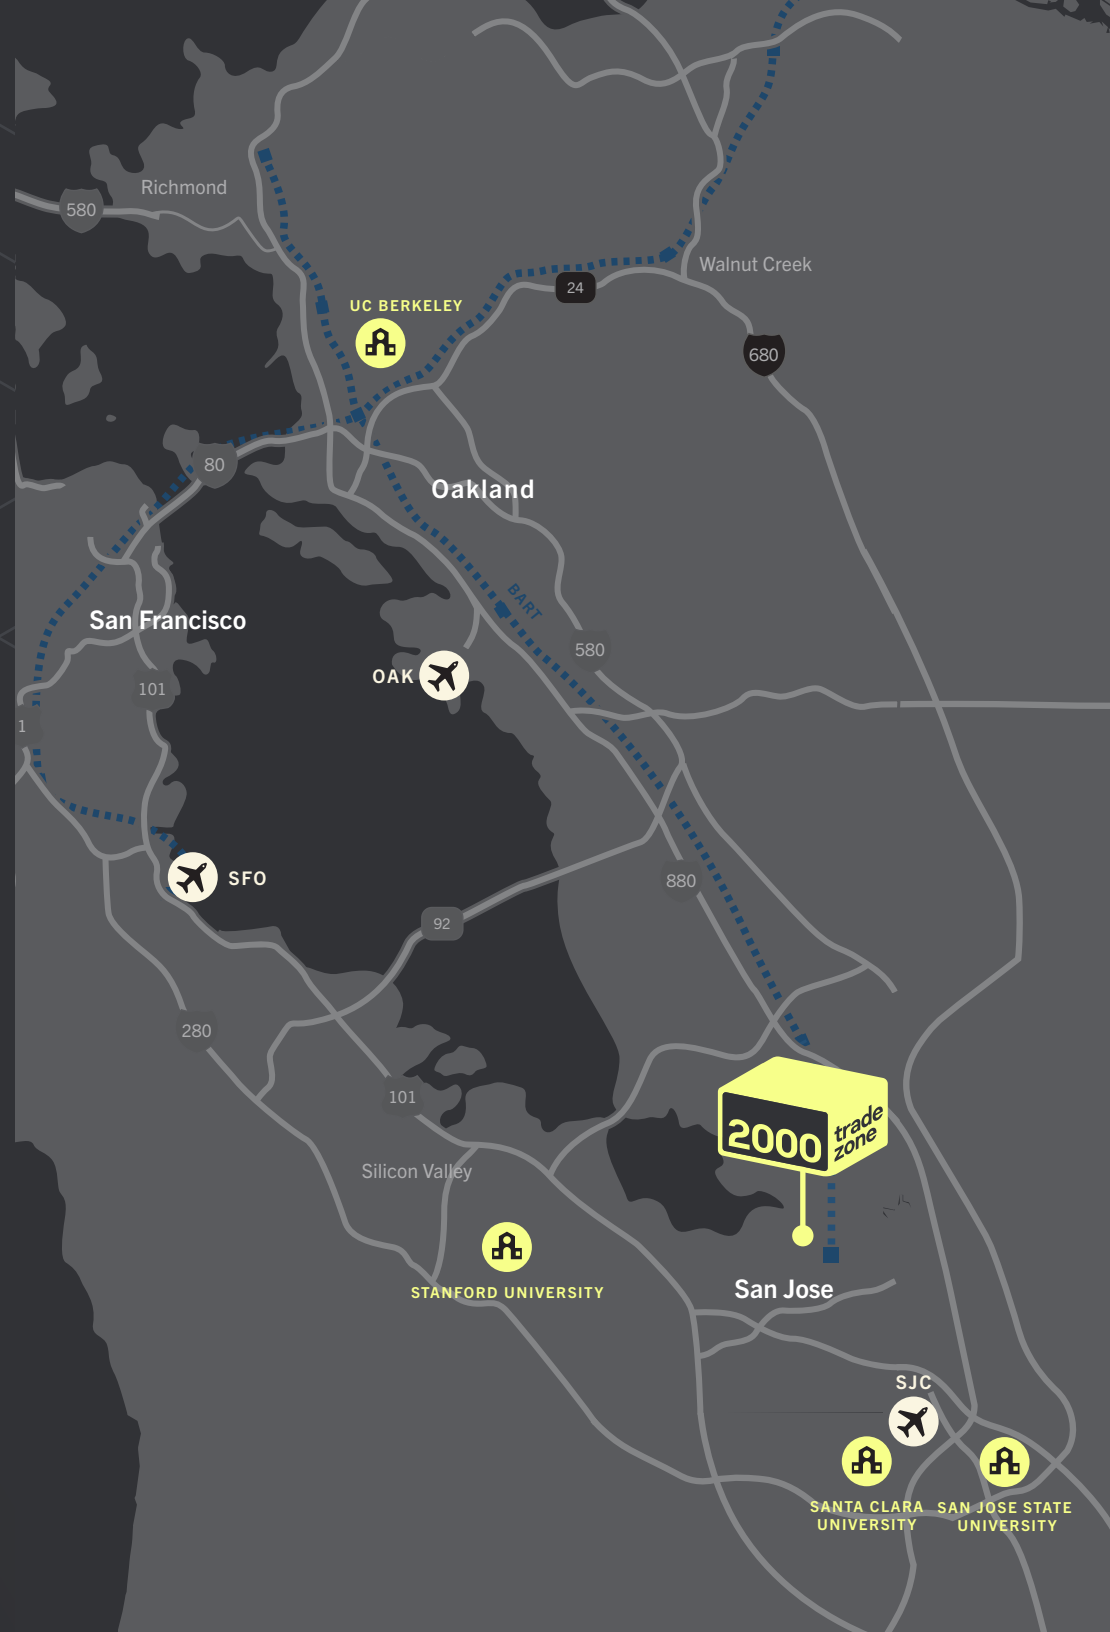 Richmond
580
Walnut Creek
24
UC BERKELEY
680
80
Oakland
BART
San Francisco
580
OAK
101
1
SFO
880
92
280
101
2000
trade
zone
Silicon Valley
STANFORD UNIVERSITY
San Jose
SJC
SANTA CLARA
UNIVERSITY
SAN JOSE STATE
UNIVERSITY